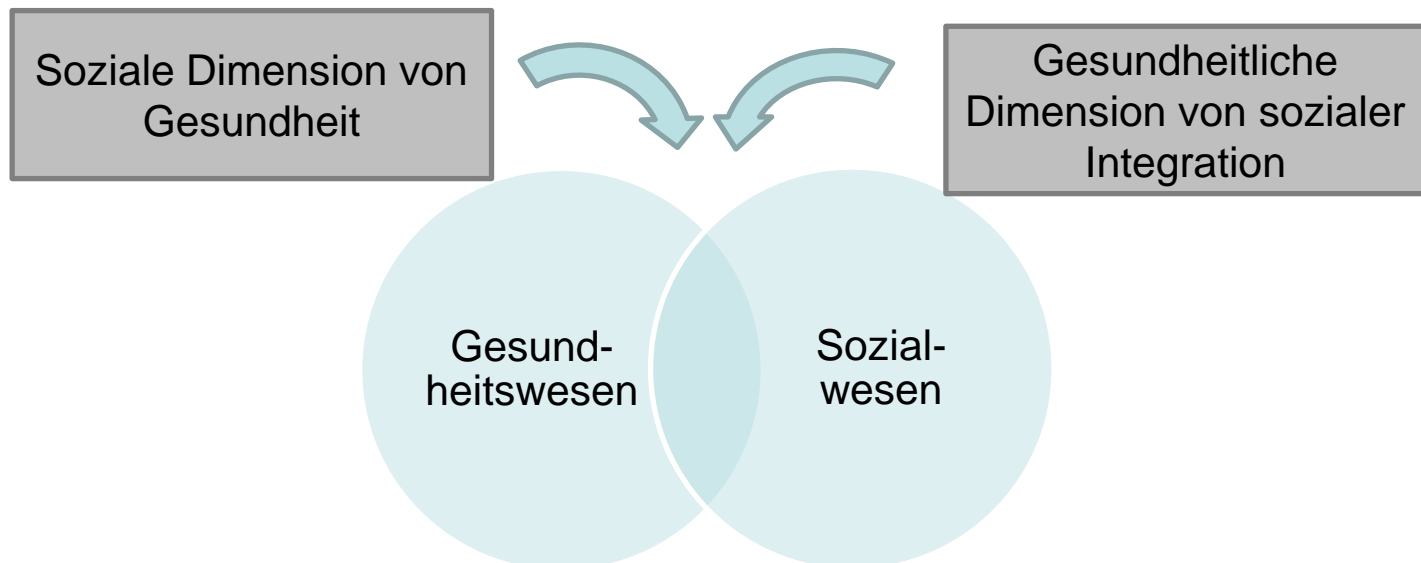 Soziale Dimension von
Gesundheit
Gesundheitliche
Dimension von sozialer
Integration
Gesund-
heitswesen
Sozial-
wesen